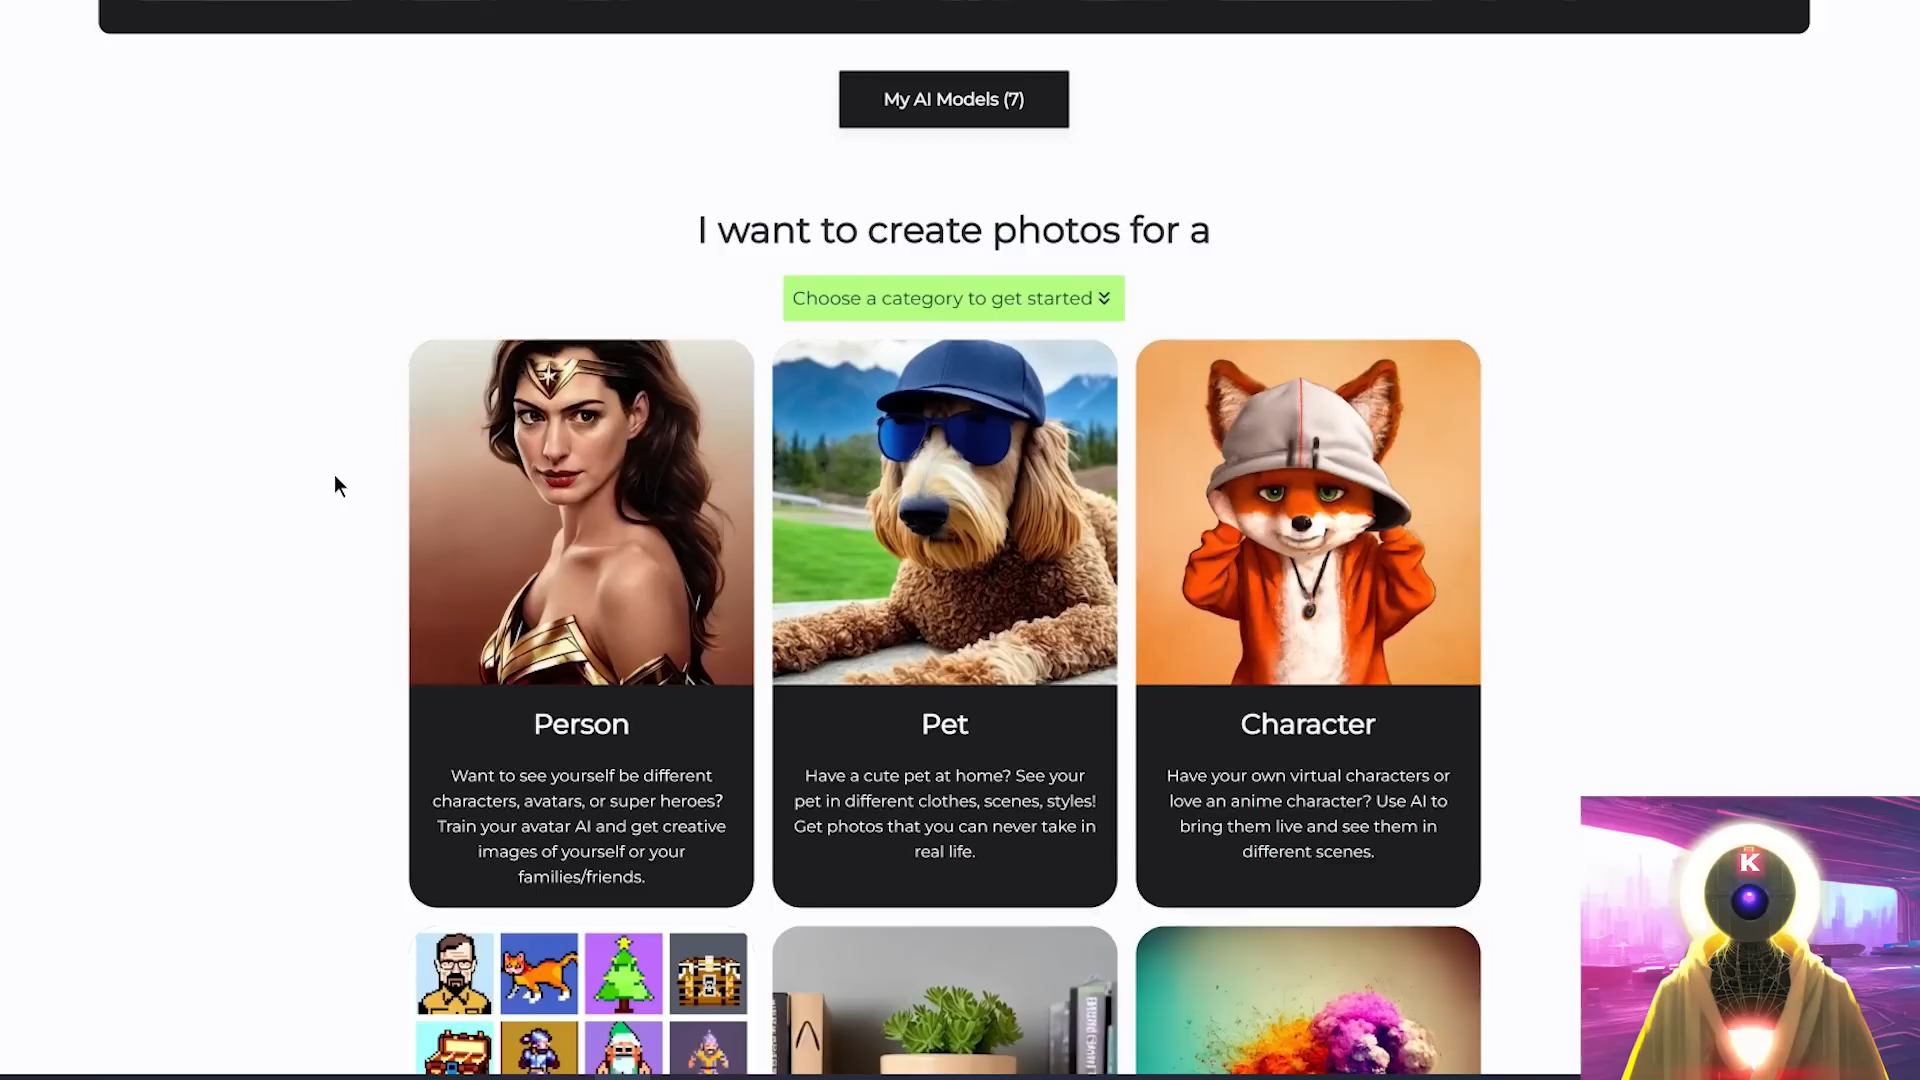 My AI Models (7)
I want to create photos for a
Choose a category to get started
Person
Want to see yourself be different
characters, avatars, or super heroes?
Train your avatar AI and get creative
images of yourself or your
families/friends.
Pet
Have a cute pet at home? See your
pet in different clothes, scenes, styles!
Get photos that you can never take in
real life.
Character
Have your own virtual characters or
love an anime character? Use AI to
bring them live and see them in
different scenes.
K